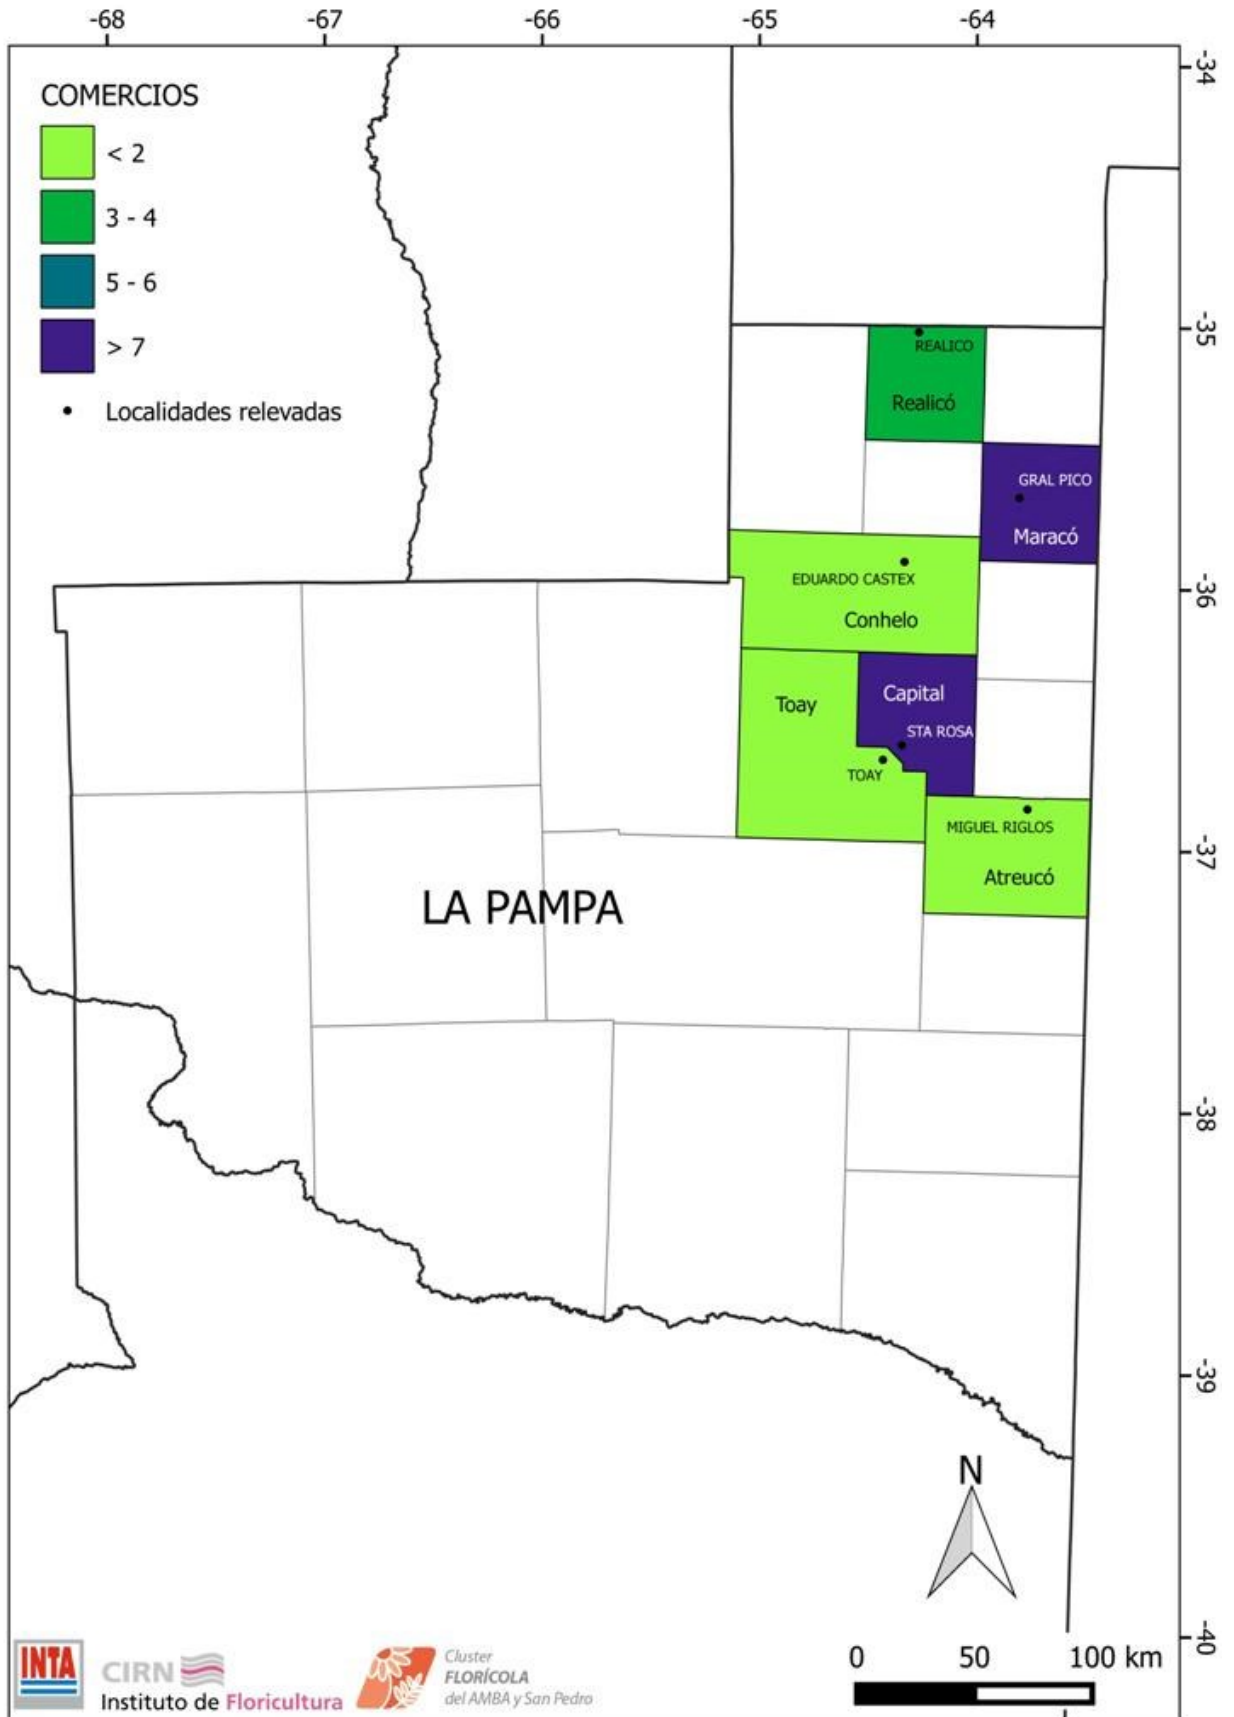 -68 -67 -66 -65 -64
COMERCIOS
< 2
3 - 4
5 - 6
> 7
Localidades relevadas
-34
-35
-36
-37
-38
-39
-40
REALICO
Realicó
GRAL PICO
Maracó
EDUARDO CASTEX
Conhelo
Toay
Capital
STA ROSA
TOAY
MIGUEL RIGLOS
Atreucó
LA PAMPA
N
0 50 100 km
INTA
CIRN
Instituto de Floricultura
Cluster
FLORÍCOLA
del AMBA y San Pedro